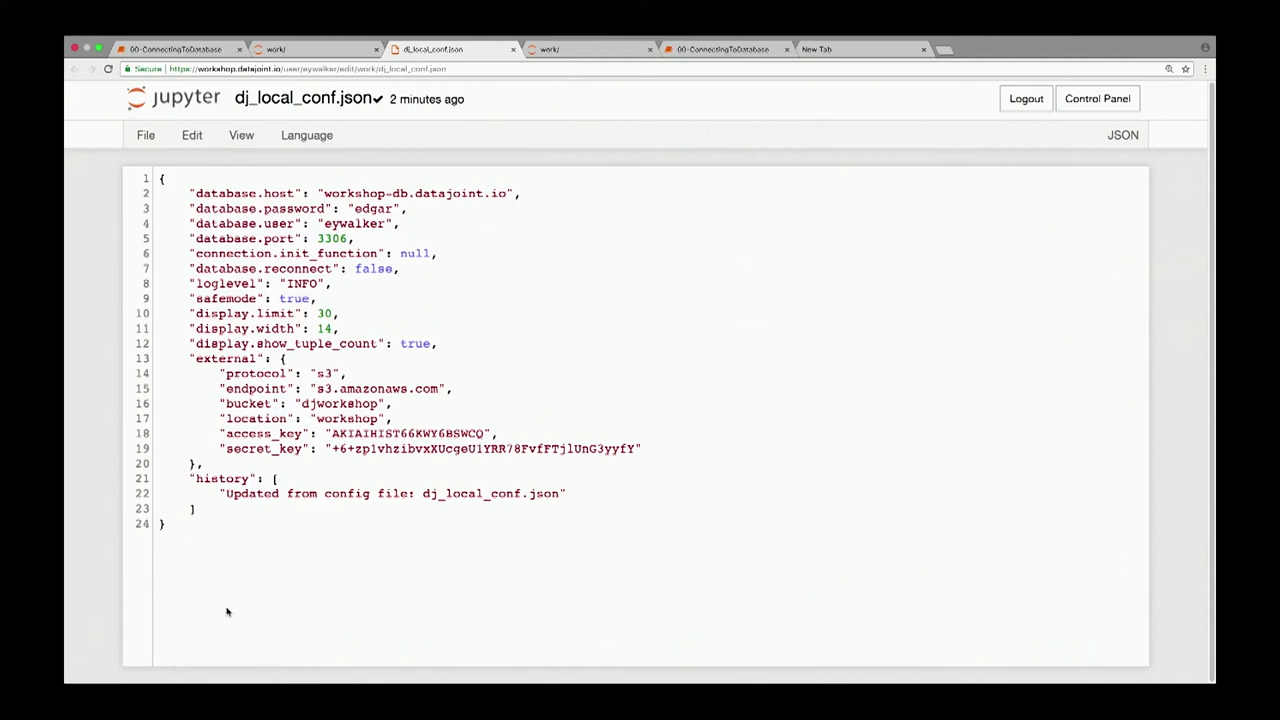 00-ConnectingToDatabase × work/ × dj_local_conf.json × work/ × 00-ConnectingToDatabase × New Tab ×
Secure https://workshop.datajoint.io/user/eywalker/edit/work/dj_local_conf.json
jupyter dj_local_conf.json✔ 2 minutes ago Logout Control Panel
File Edit View Language JSON
1 {
2 "database.host": "workshop-db.datajoint.io",
3 "database.password": "edgar",
4 "database.user": "eywalker",
5 "database.port": 3306,
6 "connection.init_function": null,
7 "database.reconnect": false,
8 "loglevel": "INFO",
9 "safemode": true,
10 "display.limit": 30,
11 "display.width": 14,
12 "display.show_tuple_count": true,
13 "external": {
14 "protocol": "s3",
15 "endpoint": "s3.amazonaws.com",
16 "bucket": "djworkshop",
17 "location": "workshop",
18 "access_key": "AKIAIHIST66KWY6BSWCQ",
19 "secret_key": "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"
20 },
21 "history": [
22 "Updated from config file: dj_local_conf.json"
23 ]
24 }